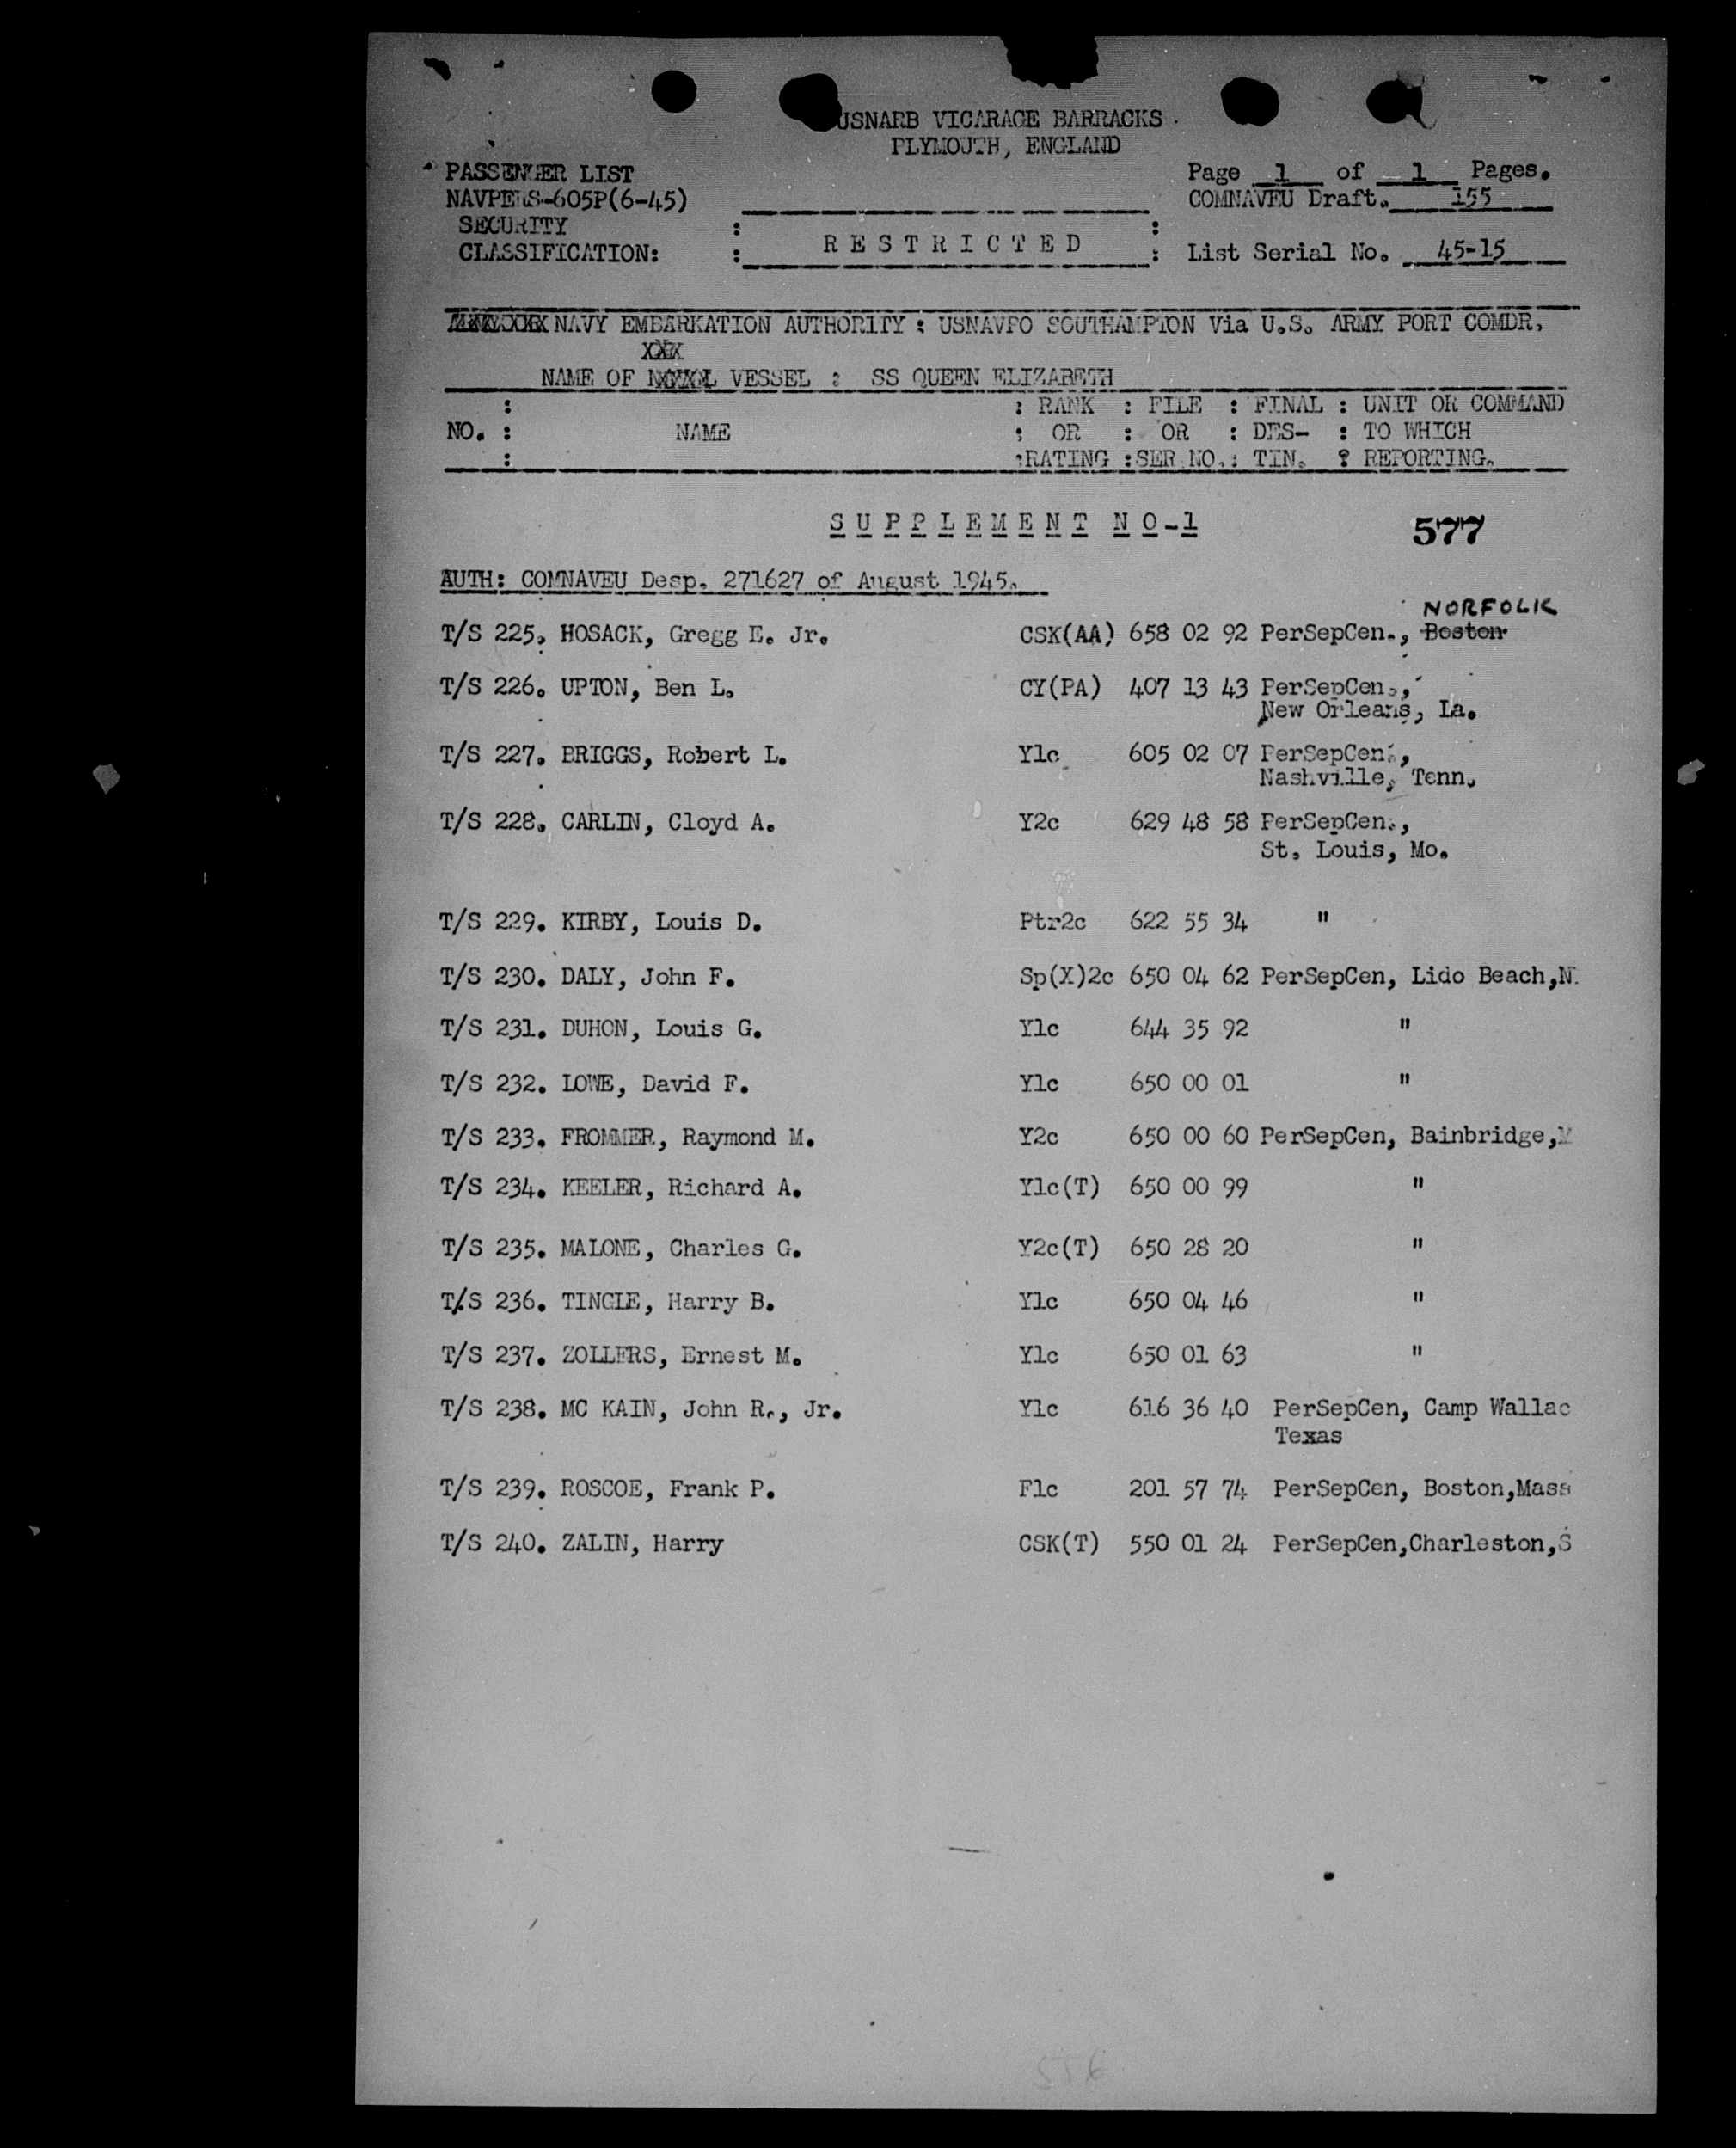 USNARB VICARAGE BARRACKS
PLYMOUTH, ENGLAND
PASSENGER LIST Page 1 of 1 Pages.
NAVPERS-605P(6-45) COMNAVEU Draft. 155
SECURITY : :
CLASSIFICATION: : R E S T R I C T E D : List Serial No. 45-15
NAVY EMBARKATION AUTHORITY : USNAVFO SOUTHAMPTON Via U.S. ARMY PORT COMDR,
XXX
NAME OF VESSEL : SS QUEEN ELIZABETH
: : RANK : FILE : FINAL : UNIT OR COMMAND
NO. : NAME : OR : OR : DES- : TO WHICH
: :RATING :SER NO.: TIN. : REPORTING.
S U P P L E M E N T N O-1 577
AUTH: COMNAVEU Desp. 271627 of August 1945.
NORFOLK
T/S 225. HOSACK, Gregg E. Jr. CSK(AA) 658 02 92 PerSepCen., Boston
T/S 226. UPTON, Ben L. CY(PA) 407 13 43 PerSepCen.,
New Orleans, La.
T/S 227. BRIGGS, Robert L. Y1c 605 02 07 PerSepCen.,
Nashville, Tenn.
T/S 228. CARLIN, Cloyd A. Y2c 629 48 58 PerSepCen.,
St. Louis, Mo.
T/S 229. KIRBY, Louis D. Ptr2c 622 55 34 "
T/S 230. DALY, John F. Sp(X)2c 650 04 62 PerSepCen, Lido Beach,N
T/S 231. DUHON, Louis G. Y1c 644 35 92 "
T/S 232. LOWE, David F. Y1c 650 00 01 "
T/S 233. FROMMER, Raymond M. Y2c 650 00 60 PerSepCen, Bainbridge,M
T/S 234. KEELER, Richard A. Y1c(T) 650 00 99 "
T/S 235. MALONE, Charles G. Y2c(T) 650 28 20 "
T/S 236. TINGLE, Harry B. Y1c 650 04 46 "
T/S 237. ZOLLERS, Ernest M. Y1c 650 01 63 "
T/S 238. MC KAIN, John R., Jr. Y1c 616 36 40 PerSepCen, Camp Wallac
Texas
T/S 239. ROSCOE, Frank P. F1c 201 57 74 PerSepCen, Boston,Mass
T/S 240. ZALIN, Harry CSK(T) 550 01 24 PerSepCen,Charleston,S